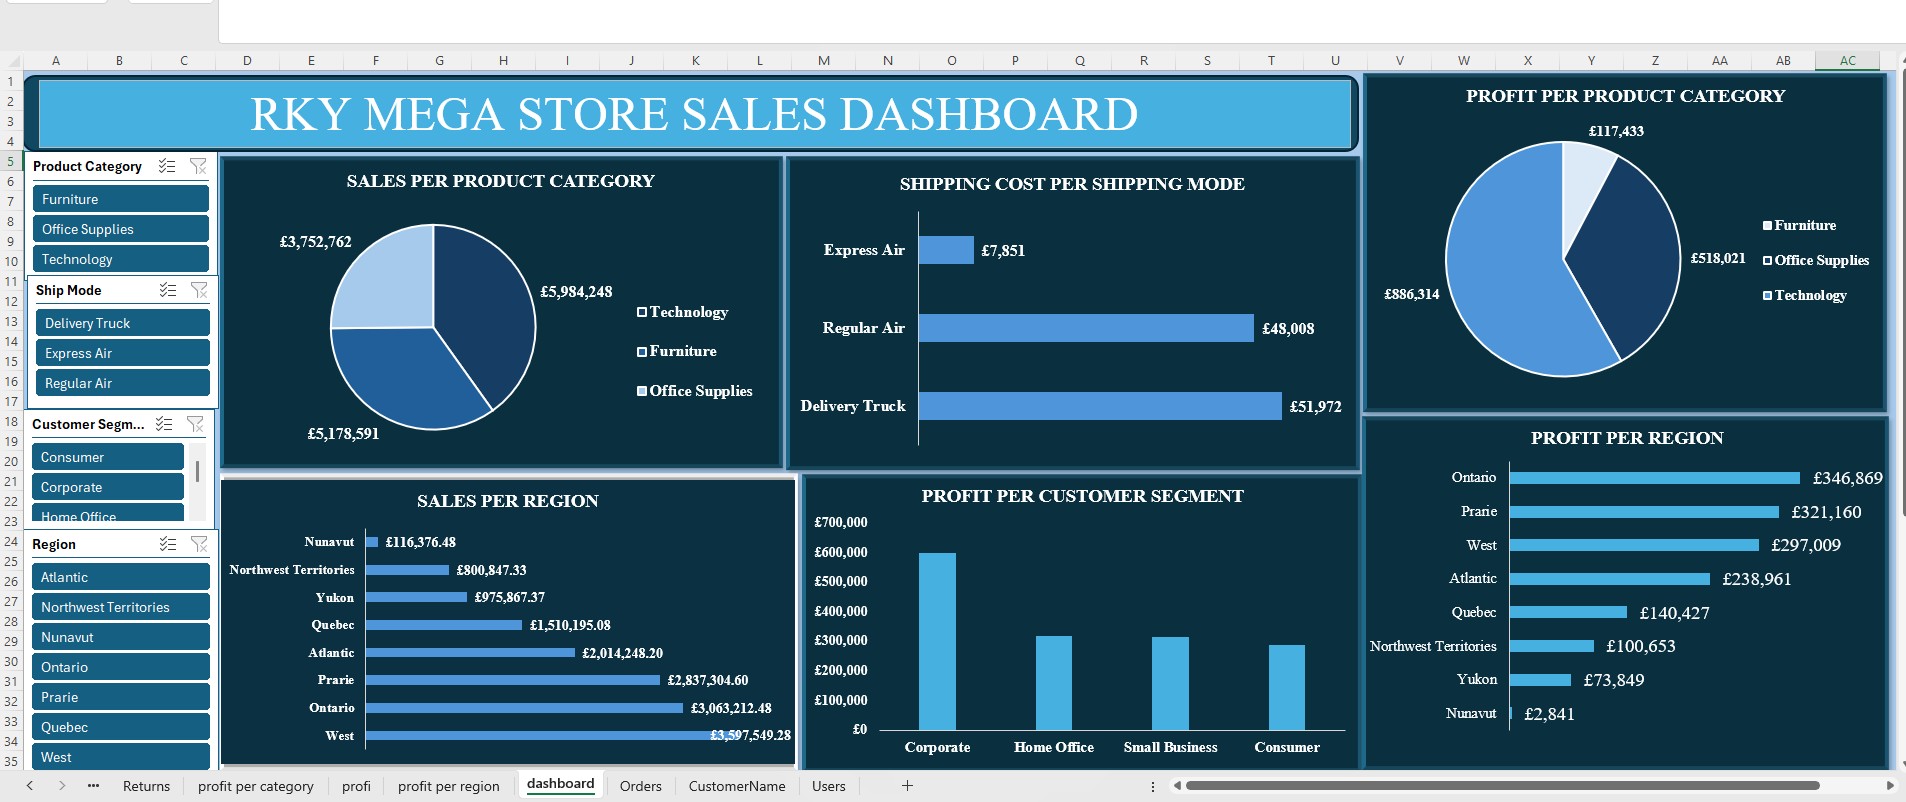 A B C D E F G H I J K L M N O P Q R S T U V W X Y Z AA AB AC
1
2
3
4
5
6
7
8
9
10
11
12
13
14
15
16
17
18
19
20
21
22
23
24
25
26
27
28
29
30
31
32
33
34
35
RKY MEGA STORE SALES DASHBOARD
Product Category
Furniture
Office Supplies
Technology
Ship Mode
Delivery Truck
Express Air
Regular Air
Customer Segm...
Consumer
Corporate
Home Office
Region
Atlantic
Northwest Territories
Nunavut
Ontario
Prarie
Quebec
West
SALES PER PRODUCT CATEGORY
£3,752,762
£5,984,248
£5,178,591
Technology
Furniture
Office Supplies
SHIPPING COST PER SHIPPING MODE
Express Air £7,851
Regular Air £48,008
Delivery Truck £51,972
PROFIT PER PRODUCT CATEGORY
£117,433
£518,021
£886,314
Furniture
Office Supplies
Technology
SALES PER REGION
Nunavut £116,376.48
Northwest Territories £800,847.33
Yukon £975,867.37
Quebec £1,510,195.08
Atlantic £2,014,248.20
Prarie £2,837,304.60
Ontario £3,063,212.48
West £3,597,549.28
PROFIT PER CUSTOMER SEGMENT
£700,000
£600,000
£500,000
£400,000
£300,000
£200,000
£100,000
£0
Corporate Home Office Small Business Consumer
PROFIT PER REGION
Ontario £346,869
Prarie £321,160
West £297,009
Atlantic £238,961
Quebec £140,427
Northwest Territories £100,653
Yukon £73,849
Nunavut £2,841
Returns profit per category profi profit per region dashboard Orders CustomerName Users